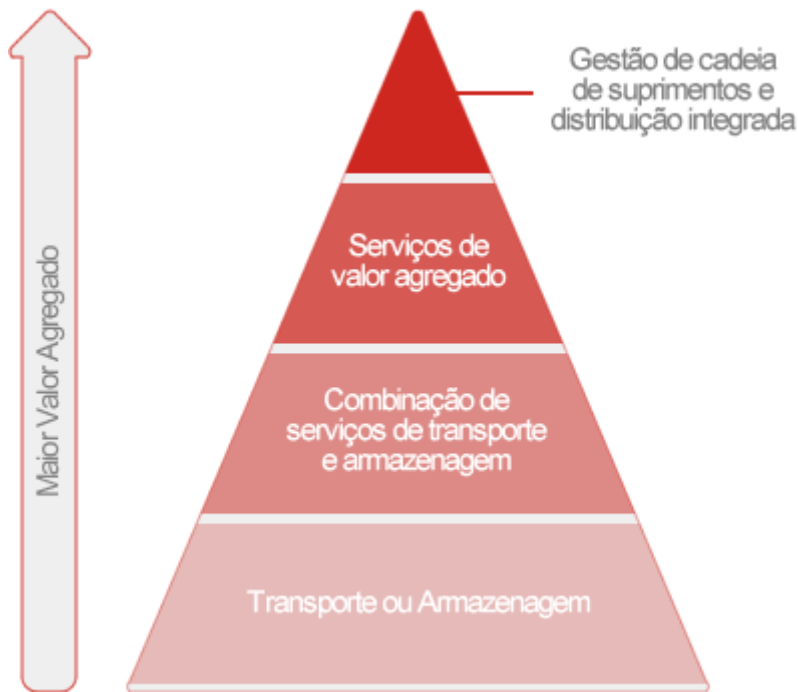 Gestão de cadeia
de suprimentos e
distribuição integrada
Serviços de
valor agregado
Maior Valor Agregado
Combinação de
serviços de transporte
e armazenagem
Transporte ou Armazenagem